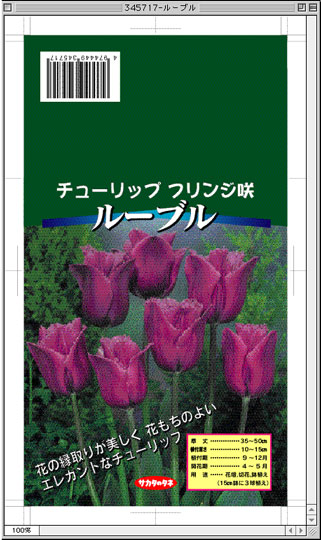 345717-ルーブル
4 974449 345717
チューリップ フリンジ咲
ルーブル
花の縁取りが美しく 花もちのよい
エレガントなチューリップ
サカタのタネ
草 丈 ………… 35〜50cm
植付深さ ………… 10〜15cm
植付期 ………… 9〜12月
開花期 ………… 4〜5月
用 途 …… 花壇、切花、鉢植え
(15cm鉢に3球植え)
100%